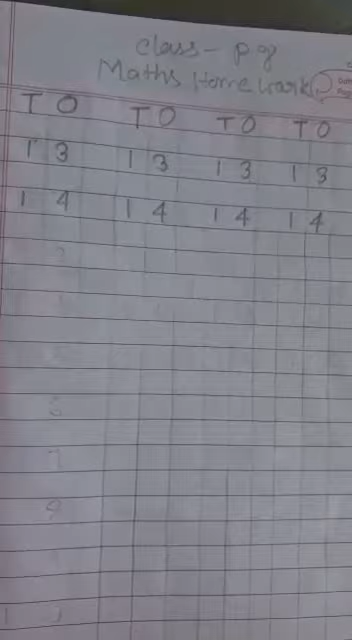 class - p g
Maths Home work
T O T O T O T O
1 3 1 3 1 3 1 3
1 4 1 4 1 4 1 4